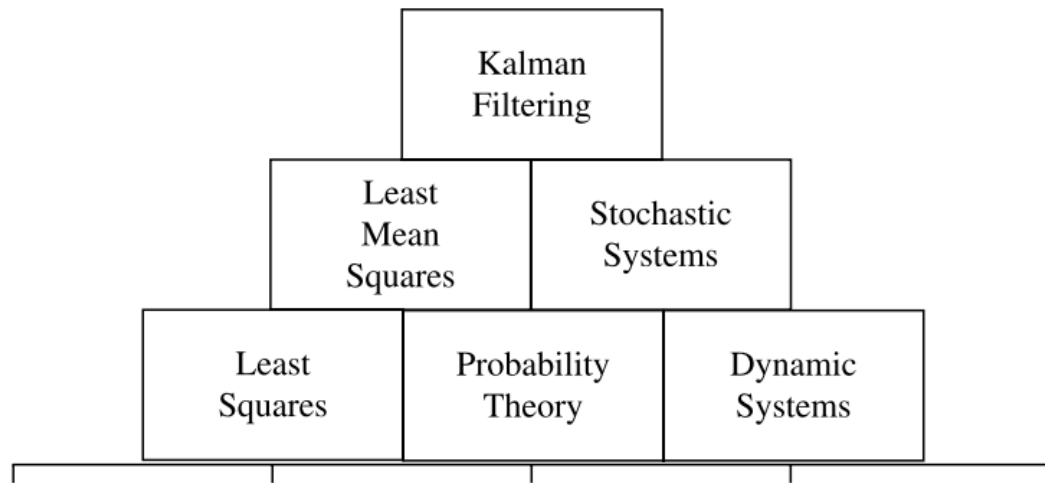 Kalman
Filtering
Least
Mean
Squares
Stochastic
Systems
Least
Squares
Probability
Theory
Dynamic
Systems